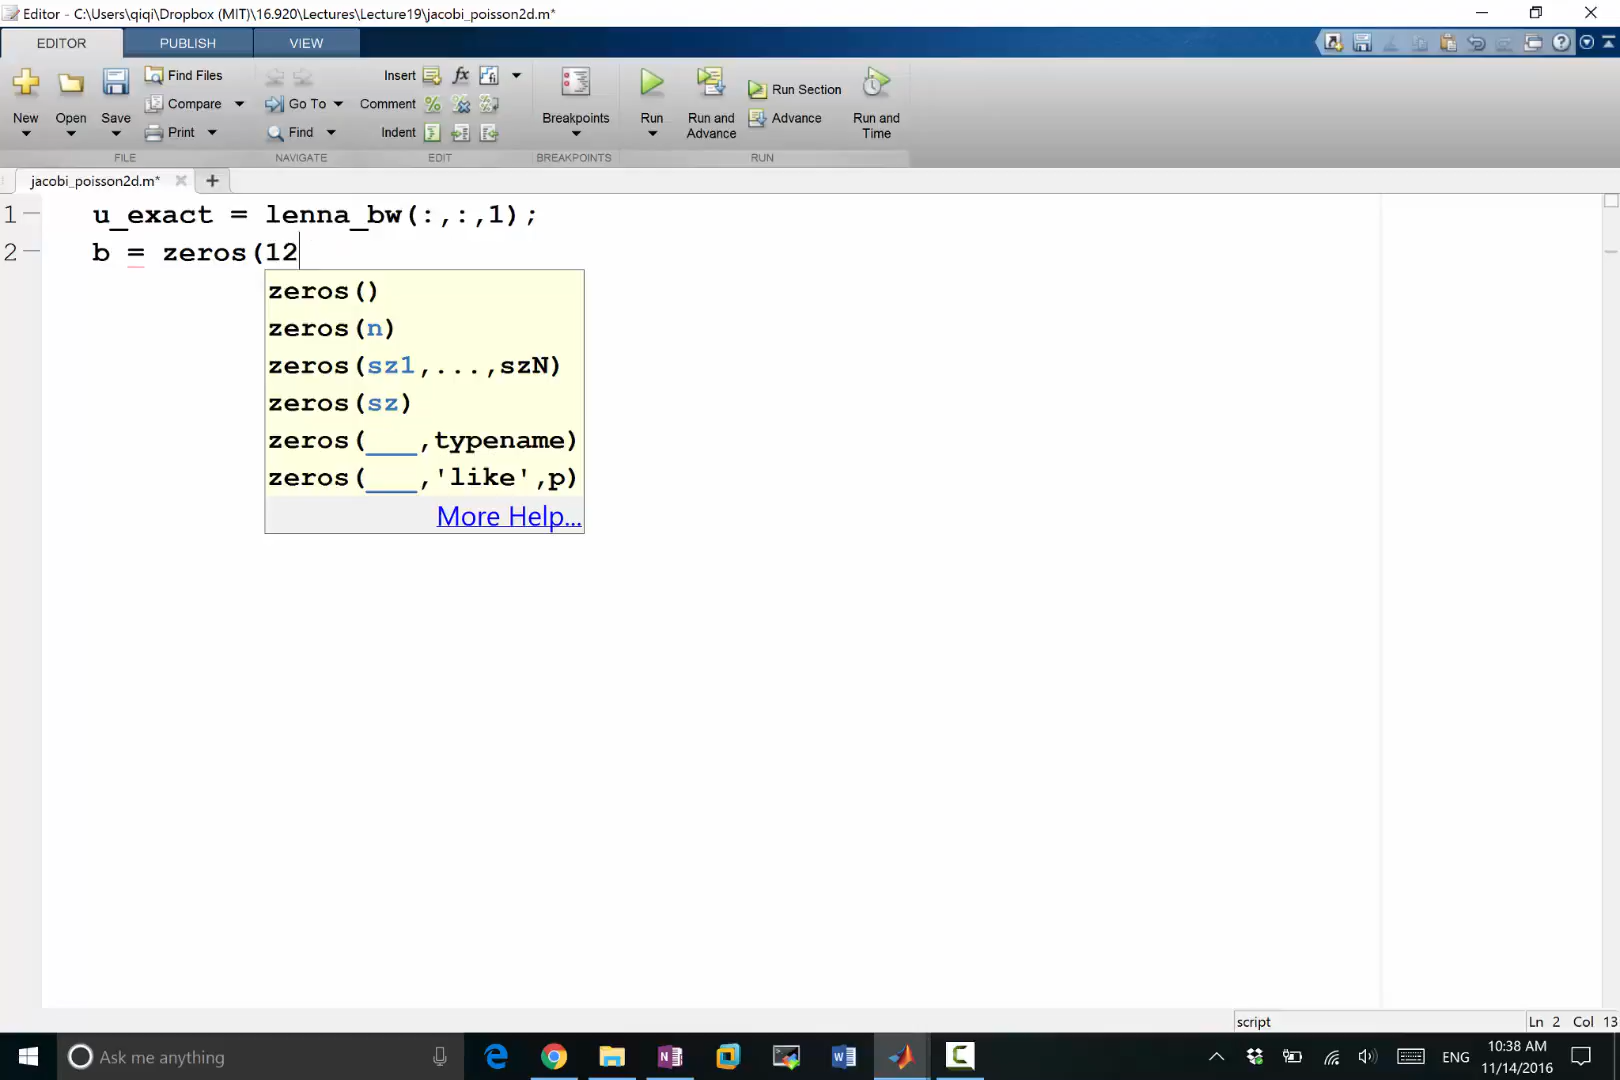 Editor - C:\Users\qiqi\Dropbox (MIT)\16.920\Lectures\Lecture19\jacobi_poisson2d.m*
EDITOR PUBLISH VIEW
New
Open
Save
Find Files
Compare
Print
FILE
Go To
Find
NAVIGATE
Insert fx
Comment
Indent
EDIT
Breakpoints
BREAKPOINTS
Run
Run and
Advance
Run Section
Advance
Run and
Time
RUN
jacobi_poisson2d.m* × +
1 — u_exact = lenna_bw(:,:,1);
2 — b = zeros(12
zeros()
zeros(n)
zeros(sz1,...,szN)
zeros(sz)
zeros(___,typename)
zeros(___,'like',p)
More Help...
script Ln 2 Col 13
Ask me anything
ENG
10:38 AM
11/14/2016